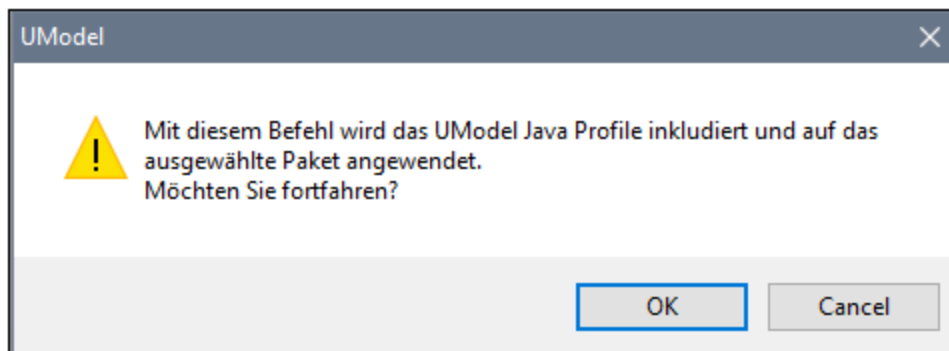 UModel
Mit diesem Befehl wird das UModel Java Profile inkludiert und auf das
ausgewählte Paket angewendet.
Möchten Sie fortfahren?
OK
Cancel